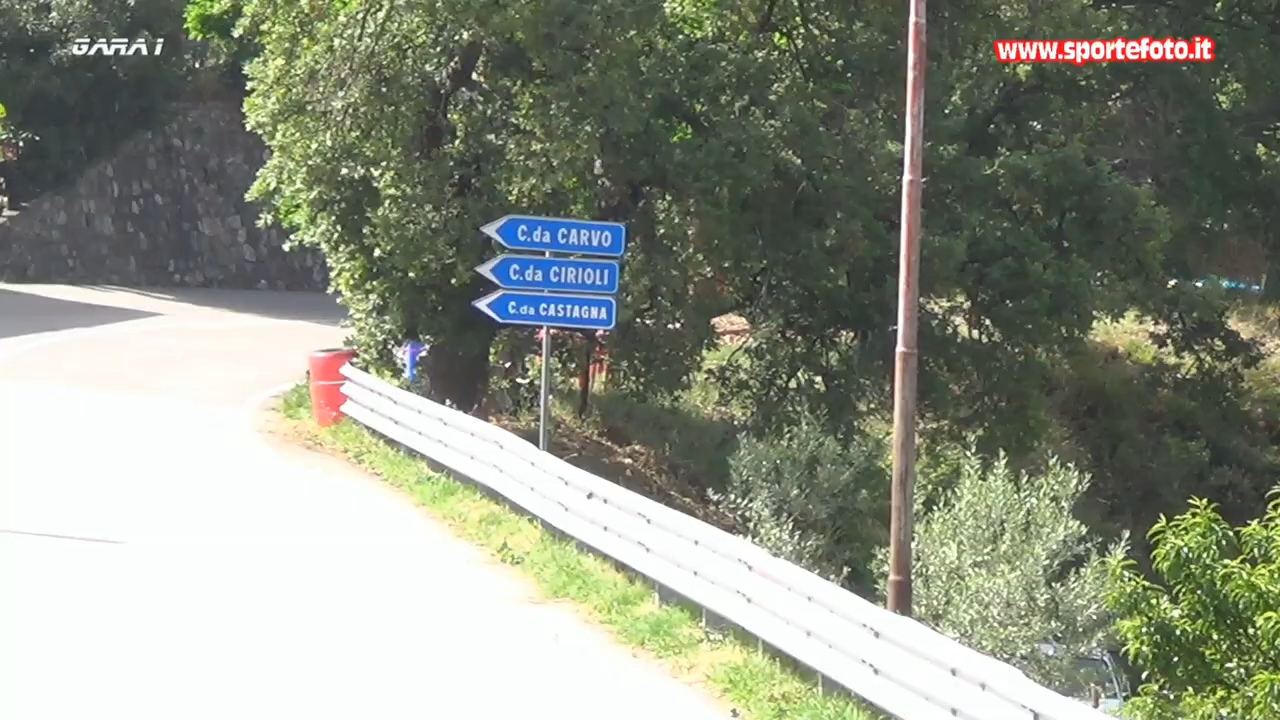 GARA 1
www.sportefoto.it
C.da CARVO
C.da CIRIOLI
C.da CASTAGNA